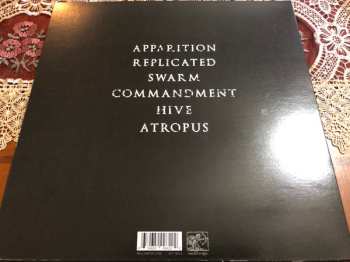 APPARITION
REPLICATED
SWARM
COMMANDMENT
HIVE
ATROPUS